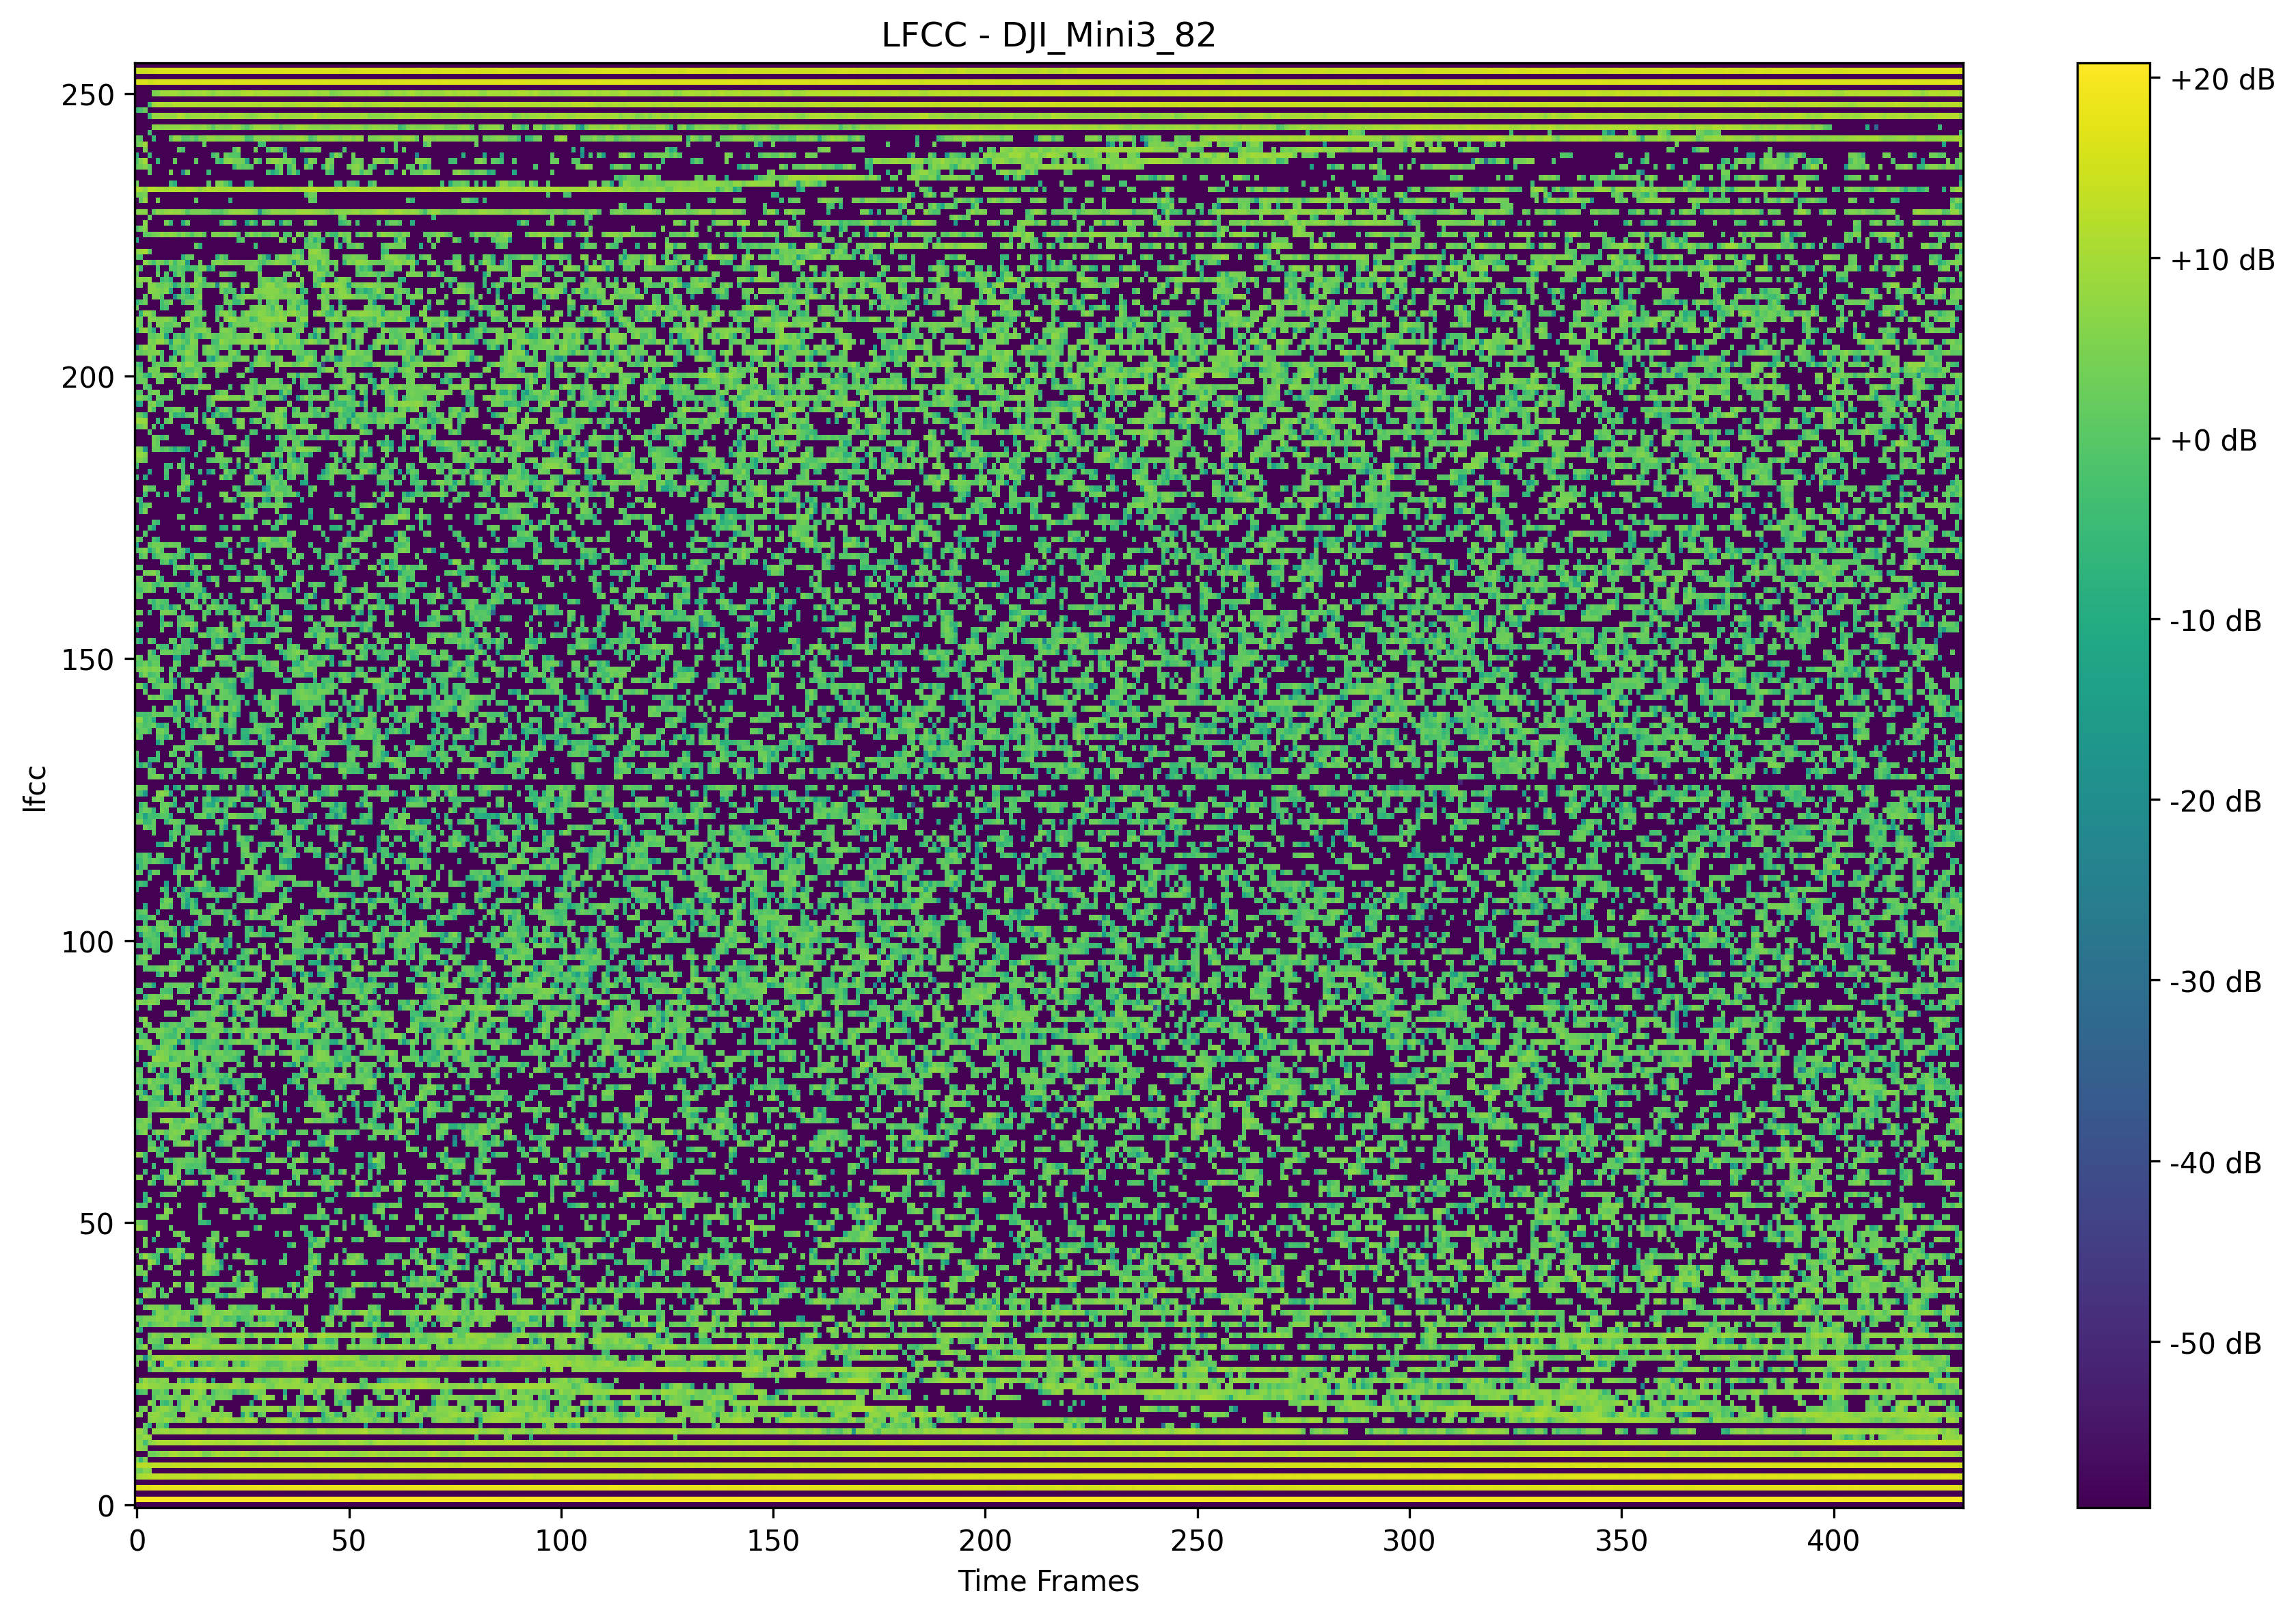 LFCC - DJI_Mini3_82
250
200
150
100
50
0
lfcc
0 50 100 150 200 250 300 350 400
Time Frames
+20 dB
+10 dB
+0 dB
-10 dB
-20 dB
-30 dB
-40 dB
-50 dB